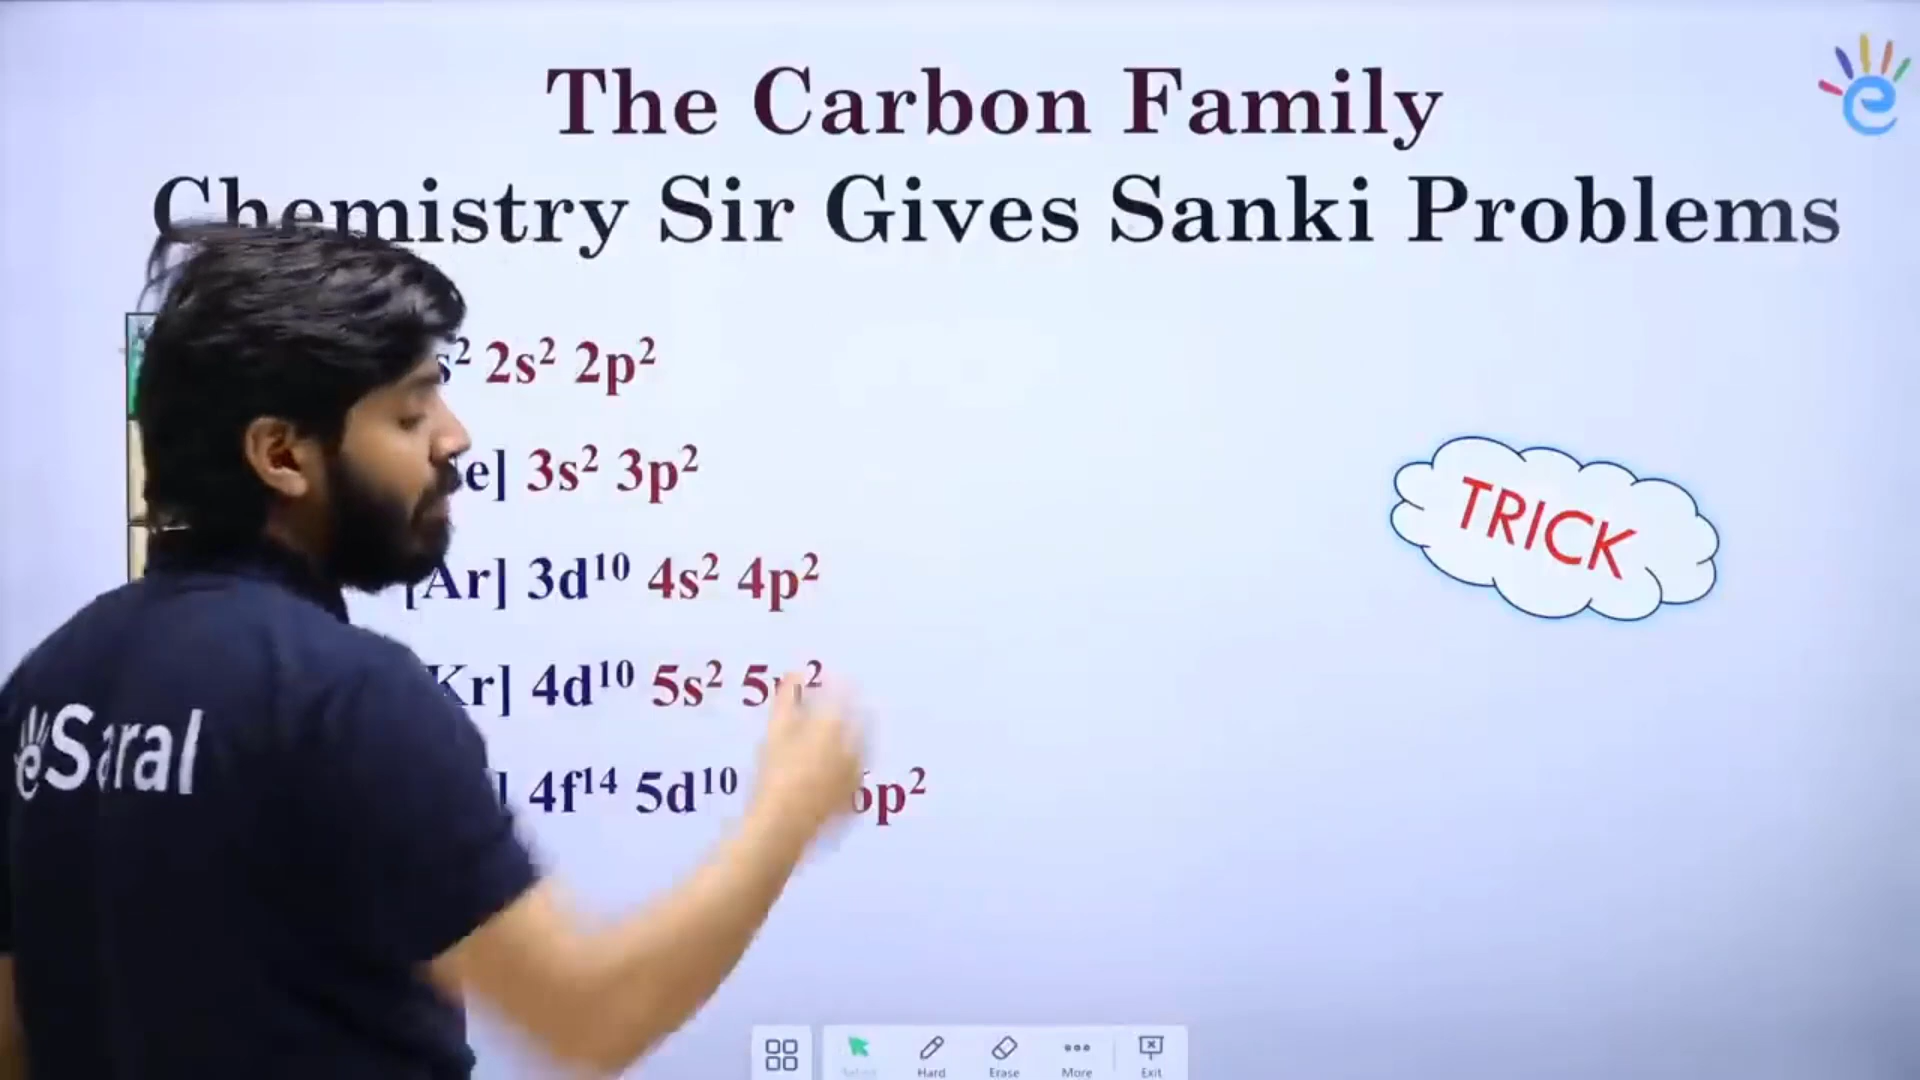 The Carbon Family
Chemistry Sir Gives Sanki Problems
s² 2s² 2p²
e] 3s² 3p²
[Ar] 3d¹⁰ 4s² 4p²
Kr] 4d¹⁰ 5s² 5p²
] 4f¹⁴ 5d¹⁰ 6p²
TRICK
eSaral
Hard
Erase
More
Exit